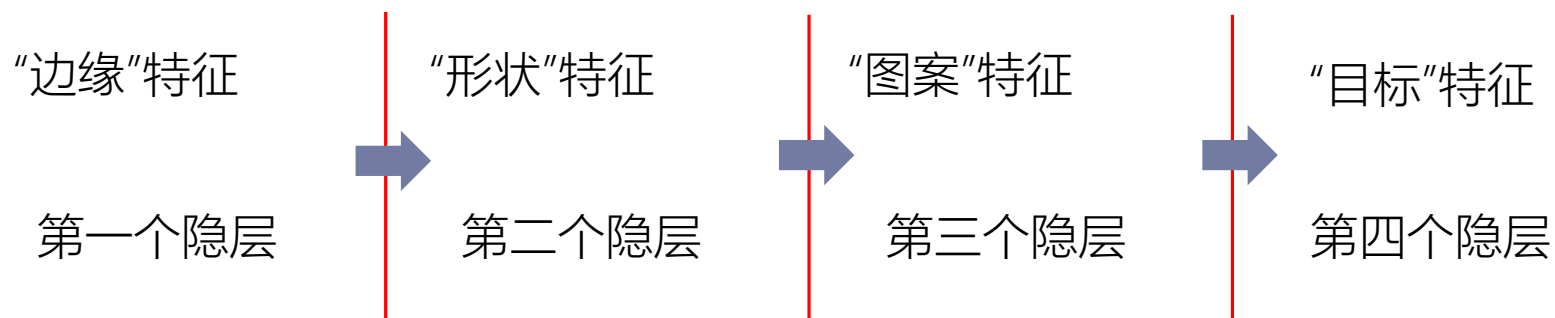 “边缘”特征
“形状”特征
“图案”特征
“目标”特征
第一个隐层
第二个隐层
第三个隐层
第四个隐层